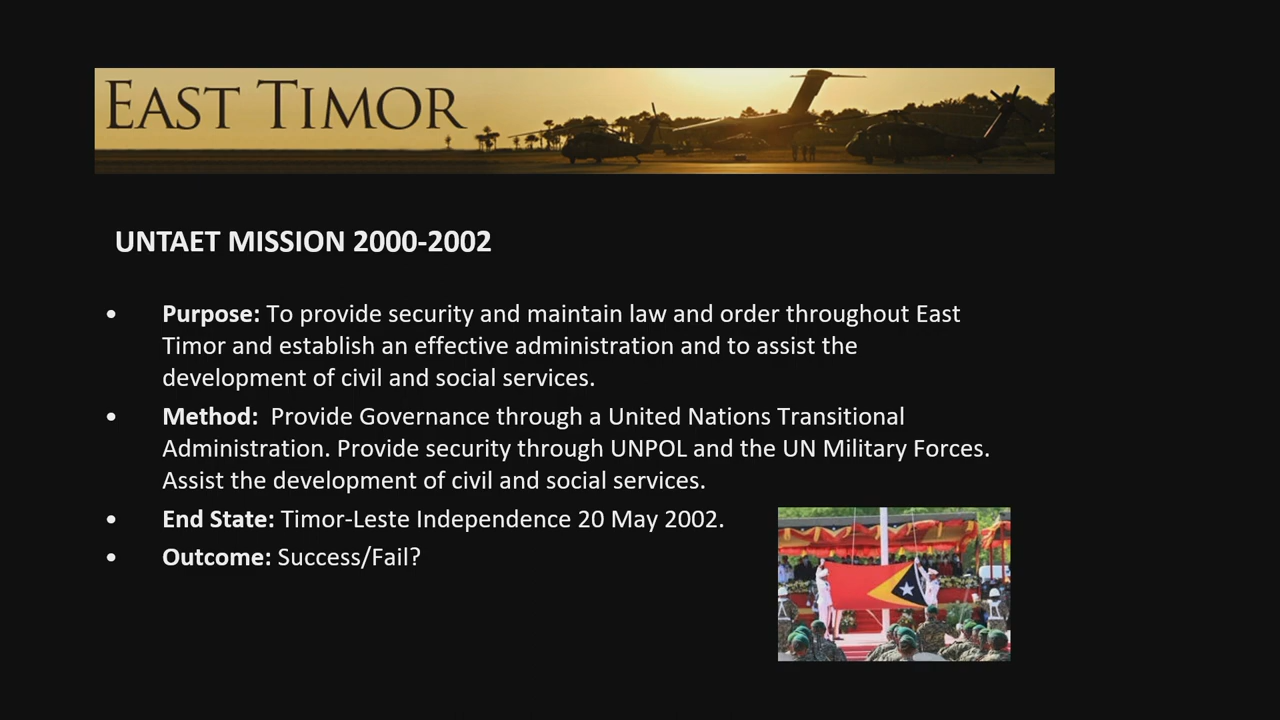 EAST TIMOR
UNTAET MISSION 2000-2002
• Purpose: To provide security and maintain law and order throughout East
Timor and establish an effective administration and to assist the
development of civil and social services.
• Method:  Provide Governance through a United Nations Transitional
Administration. Provide security through UNPOL and the UN Military Forces.
Assist the development of civil and social services.
• End State: Timor-Leste Independence 20 May 2002.
• Outcome: Success/Fail?